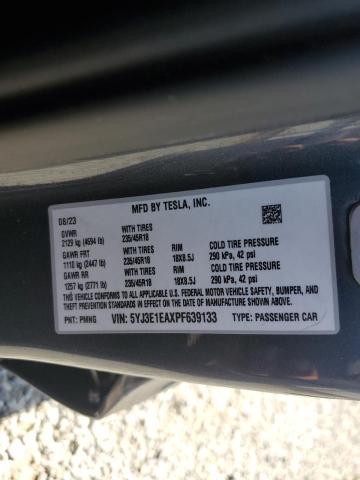 MFD BY TESLA, INC.
08/23
GVWR WITH TIRES
2129 kg (4694 lb) 235/45R18
GAWR FRT WITH TIRES RIM COLD TIRE PRESSURE
1110 kg (2447 lb) 235/45R18 18X8.5J 290 kPa, 42 psi
GAWR RR WITH TIRES RIM COLD TIRE PRESSURE
1257 kg (2771 lb) 235/45R18 18X8.5J 290 kPa, 42 psi
THIS VEHICLE CONFORMS TO ALL APPLICABLE U.S. FEDERAL MOTOR VEHICLE SAFETY, BUMPER, AND
THEFT PREVENTION STANDARDS IN EFFECT ON THE DATE OF MANUFACTURE SHOWN ABOVE.
PNT: PMNG VIN: 5YJ3E1EAXPF639133 TYPE: PASSENGER CAR